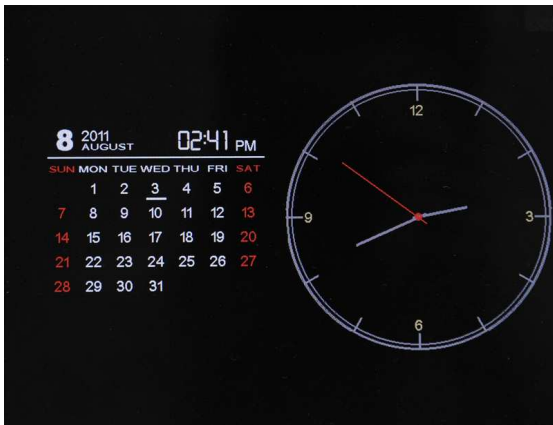 8 2011 AUGUST 02:41 PM
SUN MON TUE WED THU FRI SAT
1 2 3 4 5 6
7 8 9 10 11 12 13
14 15 16 17 18 19 20
21 22 23 24 25 26 27
28 29 30 31
12
9 3
6